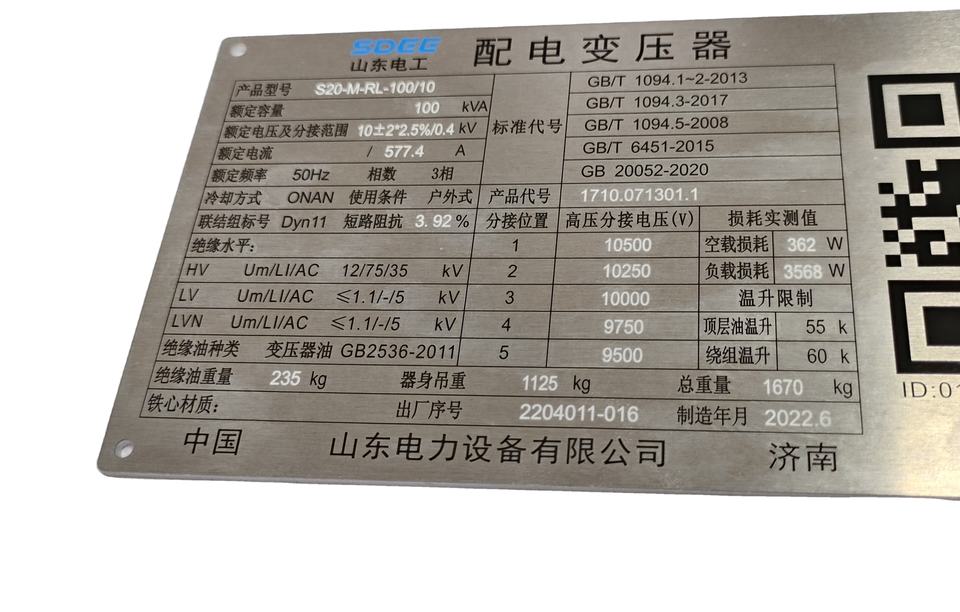 SDEE
山东电工
配电变压器
产品型号 S20-M-RL-100/10
额定容量 100 kVA
额定电压及分接范围 10±2*2.5%/0.4 kV
额定电流 / 577.4 A
额定频率 50Hz 相数 3相
标准代号
GB/T 1094.1~2-2013
GB/T 1094.3-2017
GB/T 1094.5-2008
GB/T 6451-2015
GB 20052-2020
冷却方式 ONAN 使用条件 户外式 产品代号 1710.071301.1
联结组标号 Dyn11 短路阻抗 3.92 % 分接位置 高压分接电压(V) 损耗实测值
绝缘水平: 1 10500 空载损耗 362 W
HV Um/LI/AC 12/75/35 kV 2 10250 负载损耗 3568 W
LV Um/LI/AC ≤1.1/-/5 kV 3 10000 温升限制
LVN Um/LI/AC ≤1.1/-/5 kV 4 9750 顶层油温升 55 k
绝缘油种类 变压器油 GB2536-2011 5 9500 绕组温升 60 k
绝缘油重量 235 kg 器身吊重 1125 kg 总重量 1670 kg
铁心材质: 出厂序号 2204011-016 制造年月 2022.6
中国 山东电力设备有限公司 济南
ID:01